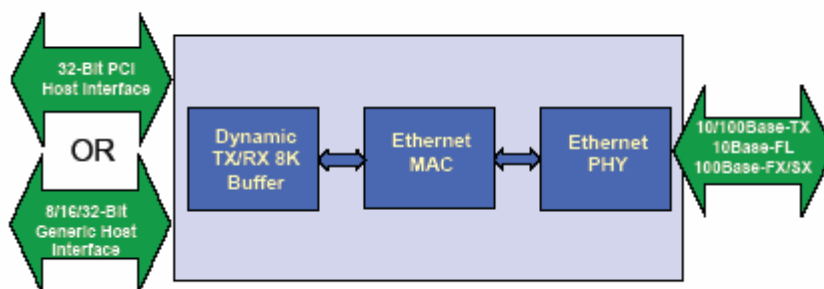 32-Bit PCI
Host Interface
OR
8/16/32-Bit
Generic Host
Interface
Dynamic
TX/RX 8K
Buffer
Ethernet
MAC
Ethernet
PHY
10/100Base-TX
10Base-FL
100Base-FX/SX